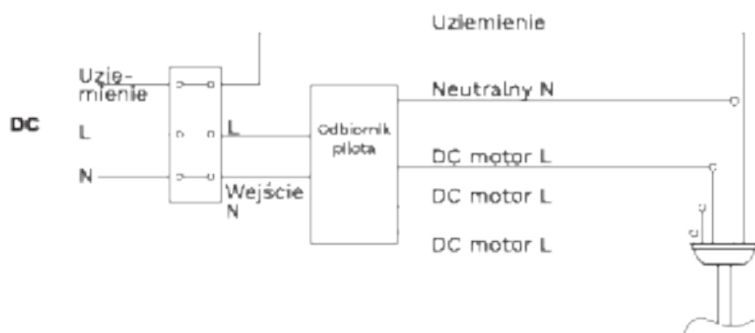 Uziemienie
Uzie-
mienie
Neutralny N
DC
L
L
Odbiornik
pilota
DC motor L
N
Wejście
N
DC motor L
DC motor L